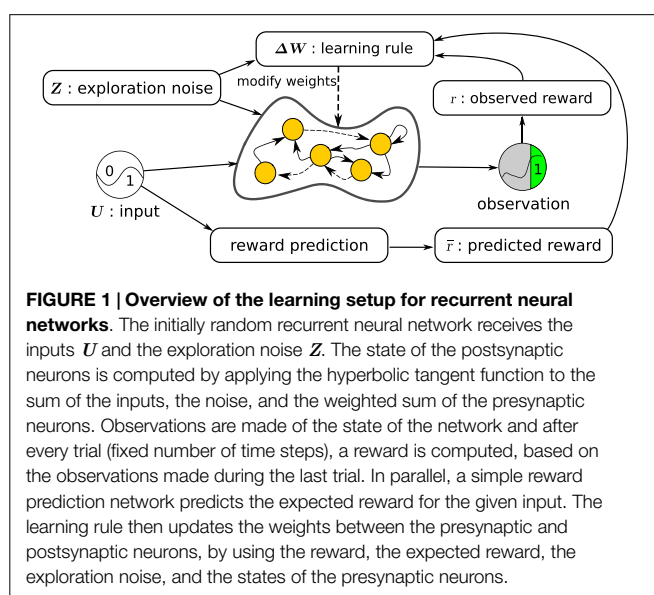 ΔW : learning rule
Z : exploration noise
modify weights
r : observed reward
0
1
1
U : input
observation
reward prediction
r̄ : predicted reward
FIGURE 1 | Overview of the learning setup for recurrent neural
networks. The initially random recurrent neural network receives the
inputs U and the exploration noise Z. The state of the postsynaptic
neurons is computed by applying the hyperbolic tangent function to the
sum of the inputs, the noise, and the weighted sum of the presynaptic
neurons. Observations are made of the state of the network and after
every trial (fixed number of time steps), a reward is computed, based on
the observations made during the last trial. In parallel, a simple reward
prediction network predicts the expected reward for the given input. The
learning rule then updates the weights between the presynaptic and
postsynaptic neurons, by using the reward, the expected reward, the
exploration noise, and the states of the presynaptic neurons.